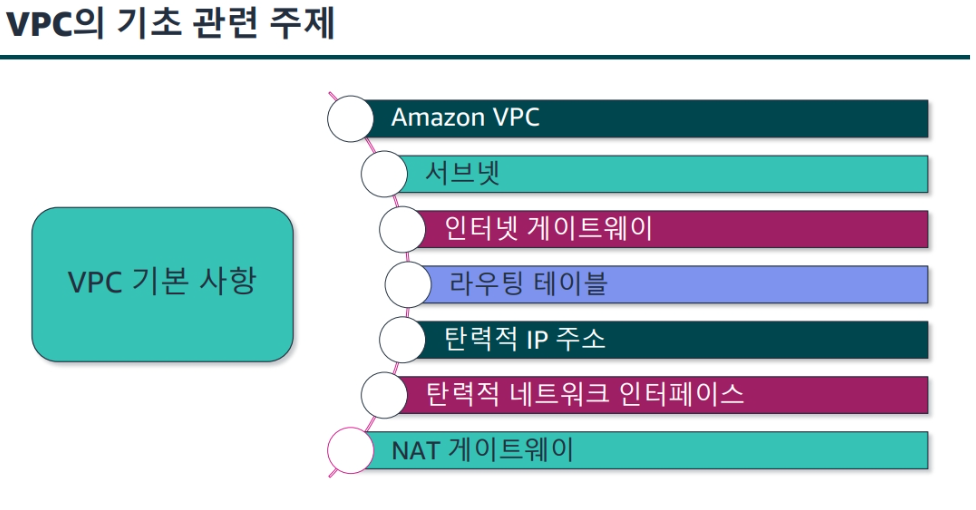 VPC의 기초 관련 주제
Amazon VPC
서브넷
인터넷 게이트웨이
VPC 기본 사항
라우팅 테이블
탄력적 IP 주소
탄력적 네트워크 인터페이스
NAT 게이트웨이